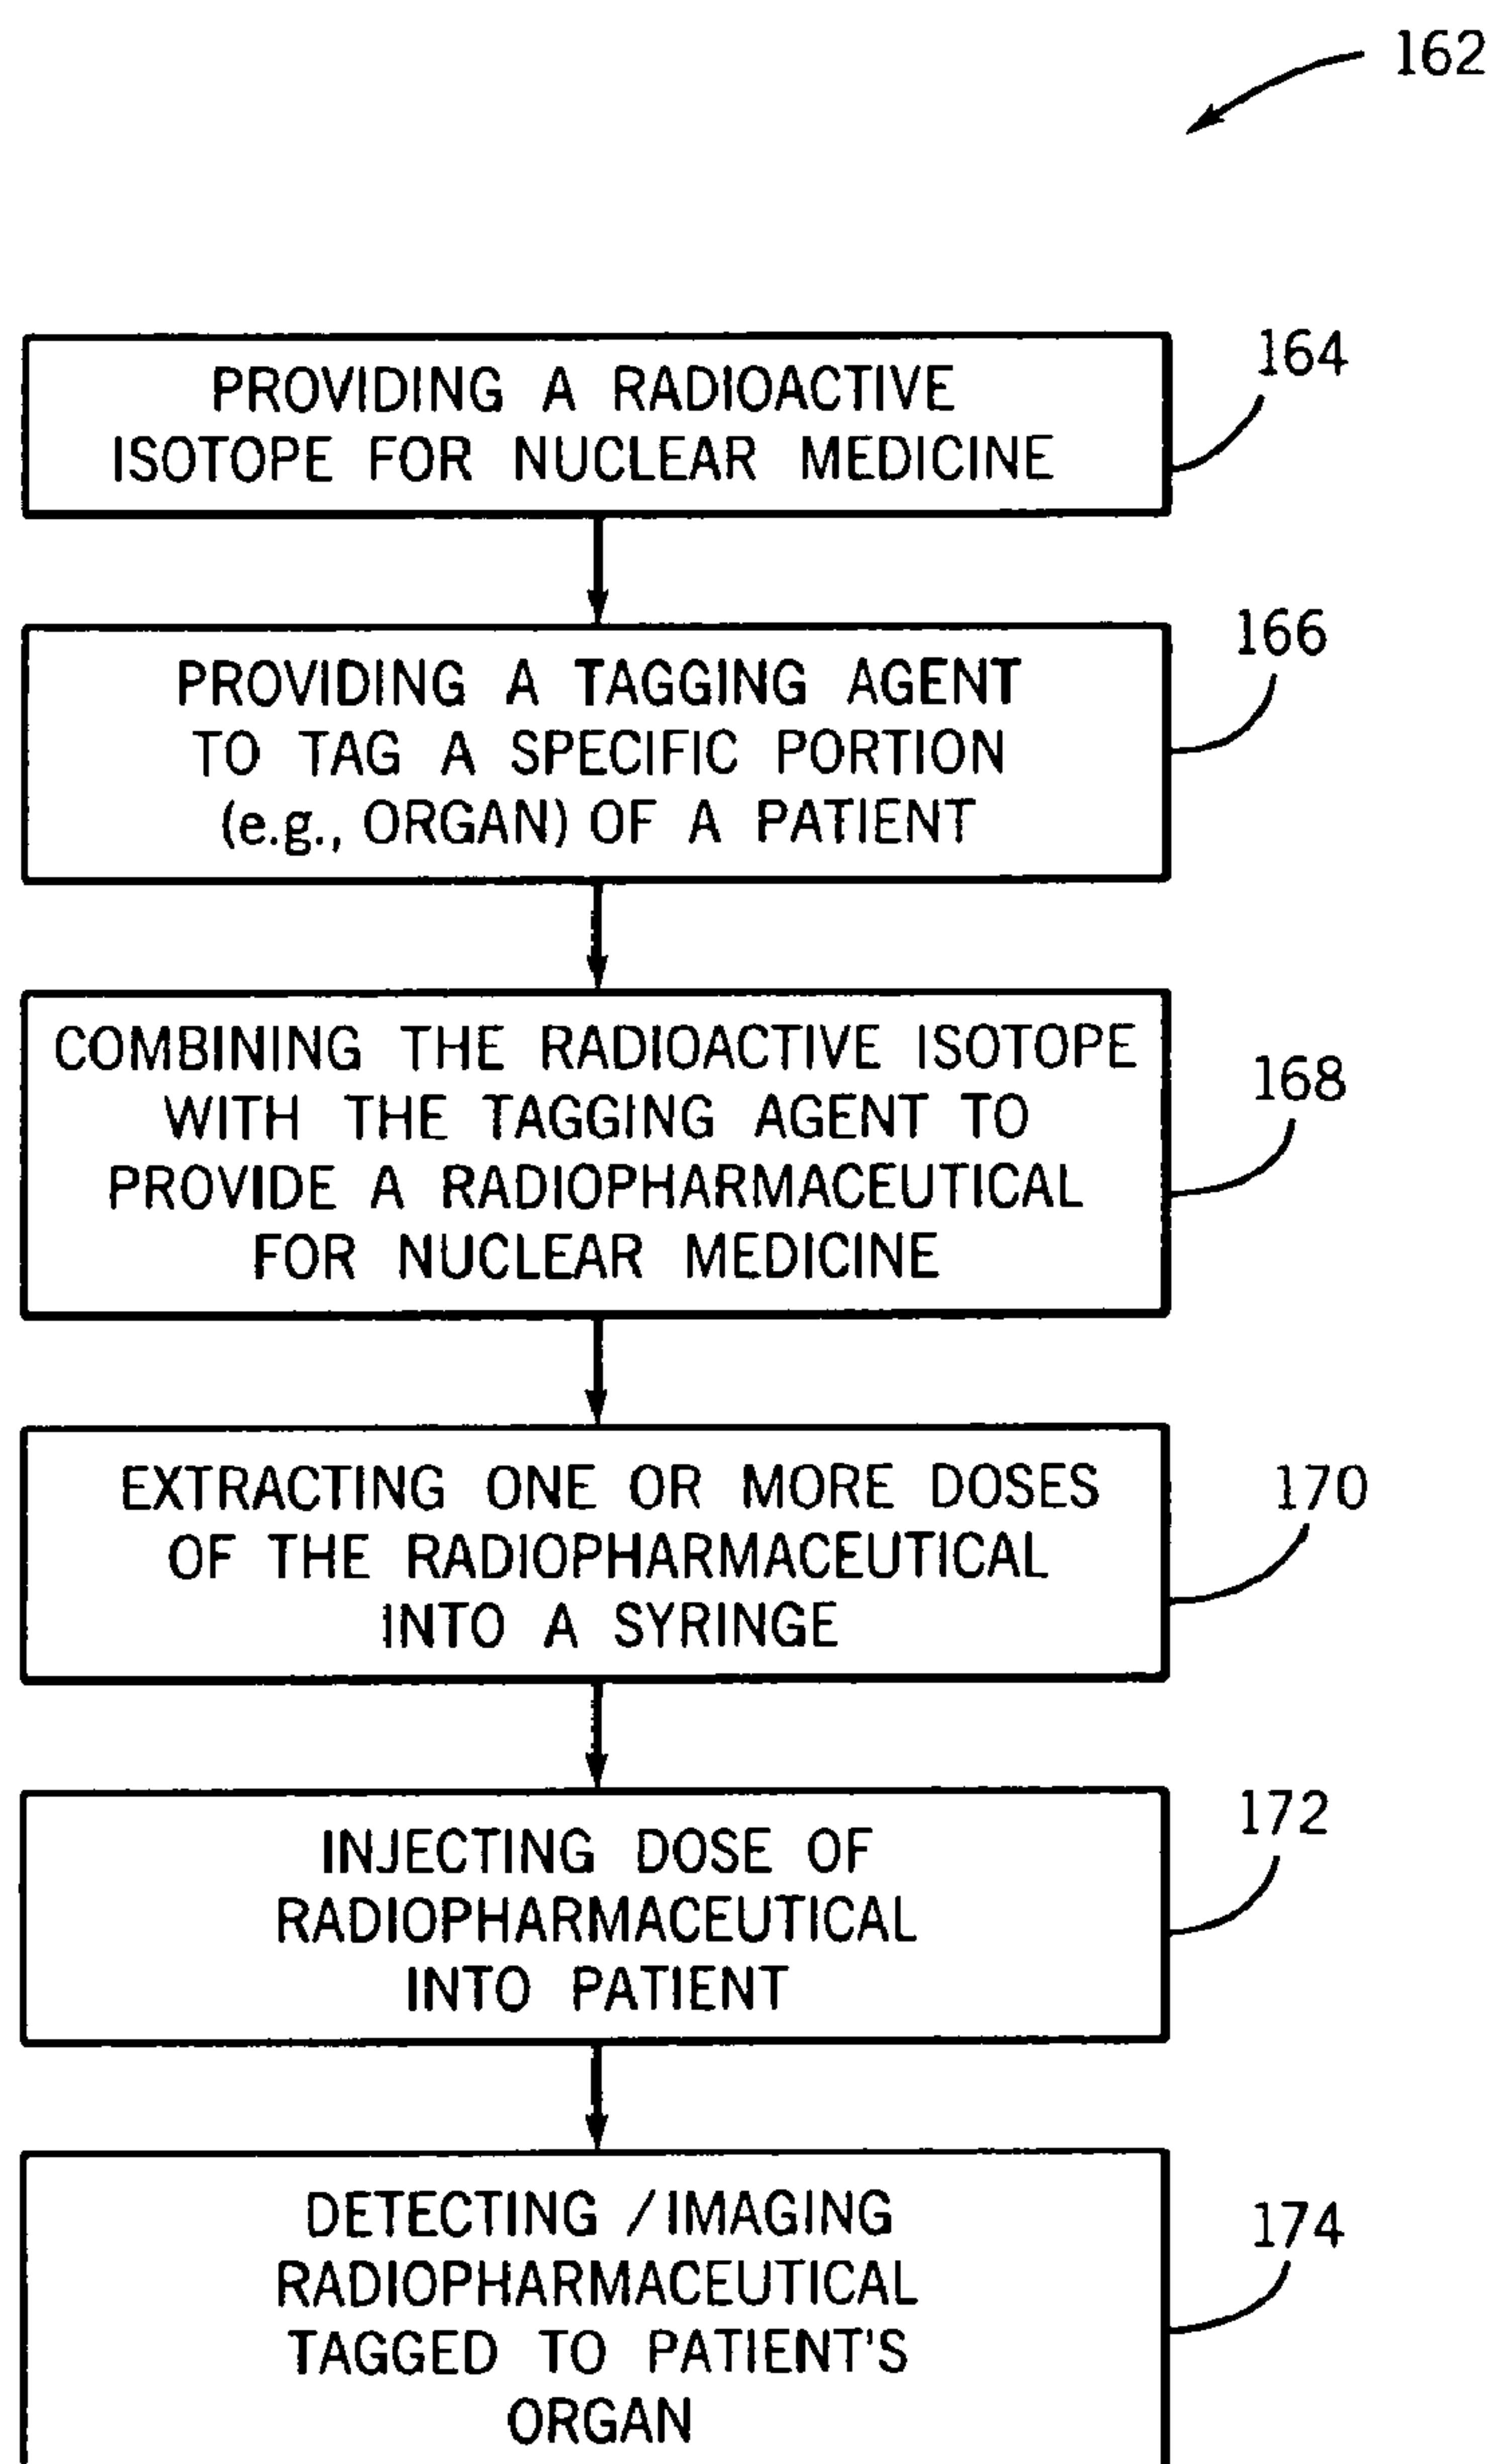 162
PROVIDING A RADIOACTIVE
ISOTOPE FOR NUCLEAR MEDICINE
164
PROVIDING A TAGGING AGENT
TO TAG A SPECIFIC PORTION
(e.g., ORGAN) OF A PATIENT
166
COMBINING THE RADIOACTIVE ISOTOPE
WITH THE TAGGING AGENT TO
PROVIDE A RADIOPHARMACEUTICAL
FOR NUCLEAR MEDICINE
168
EXTRACTING ONE OR MORE DOSES
OF THE RADIOPHARMACEUTICAL
INTO A SYRINGE
170
INJECTING DOSE OF
RADIOPHARMACEUTICAL
INTO PATIENT
172
DETECTING /IMAGING
RADIOPHARMACEUTICAL
TAGGED TO PATIENT'S
ORGAN
174